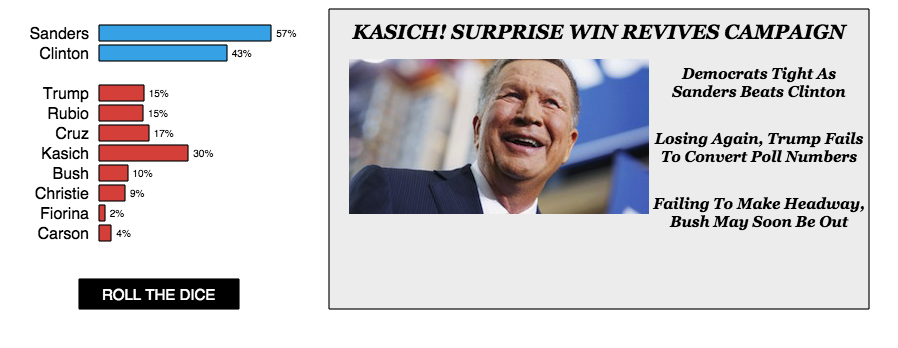 Sanders 57%
Clinton 43%
Trump 15%
Rubio 15%
Cruz 17%
Kasich 30%
Bush 10%
Christie 9%
Fiorina 2%
Carson 4%
ROLL THE DICE
KASICH! SURPRISE WIN REVIVES CAMPAIGN
Democrats Tight As
Sanders Beats Clinton
Losing Again, Trump Fails
To Convert Poll Numbers
Failing To Make Headway,
Bush May Soon Be Out